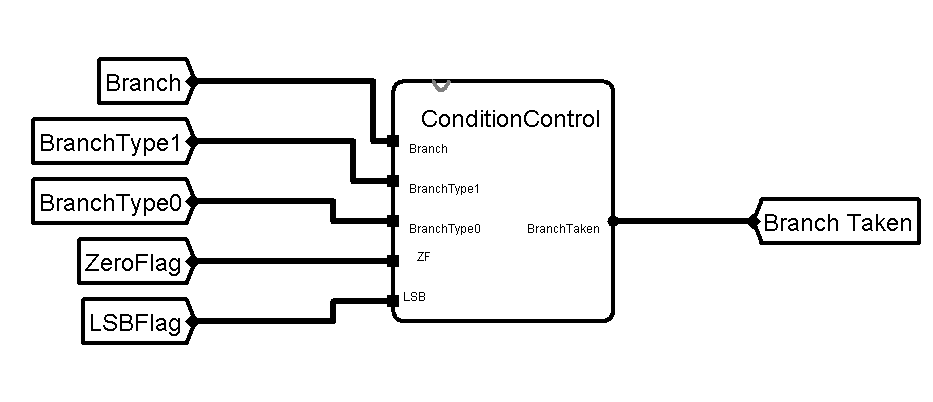 Branch
BranchType1
BranchType0
ZeroFlag
LSBFlag
ConditionControl
Branch
BranchType1
BranchType0
ZF
LSB
BranchTaken
Branch Taken